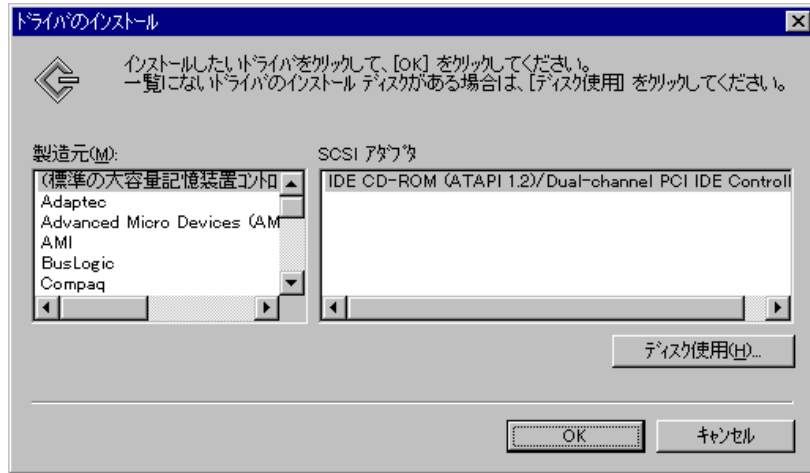 ﾄﾞﾗｲﾊﾞのｲﾝｽﾄｰﾙ
ｲﾝｽﾄｰﾙしたいﾄﾞﾗｲﾊﾞをｸﾘｯｸして、[OK] をｸﾘｯｸしてください。
一覧にないﾄﾞﾗｲﾊﾞのｲﾝｽﾄｰﾙ ﾃﾞｨｽｸがある場合は、[ﾃﾞｨｽｸ使用] をｸﾘｯｸしてください。
製造元(M):
(標準の大容量記憶装置ｺﾝﾄﾛ
Adaptec
Advanced Micro Devices (AM
AMI
BusLogic
Compaq
SCSI ｱﾀﾞﾌﾟﾀ
IDE CD-ROM (ATAPI 1.2)/Dual-channel PCI IDE Controll
ﾃﾞｨｽｸ使用(H)...
OK
ｷｬﾝｾﾙ